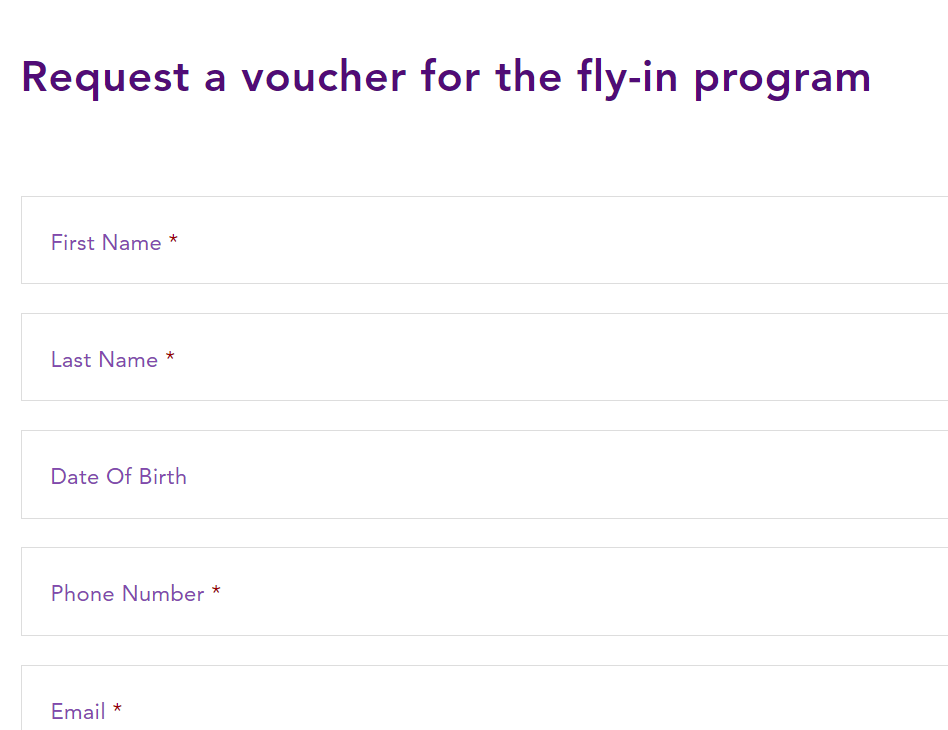 Request a voucher for the fly-in program
First Name *
Last Name *
Date Of Birth
Phone Number *
Email *